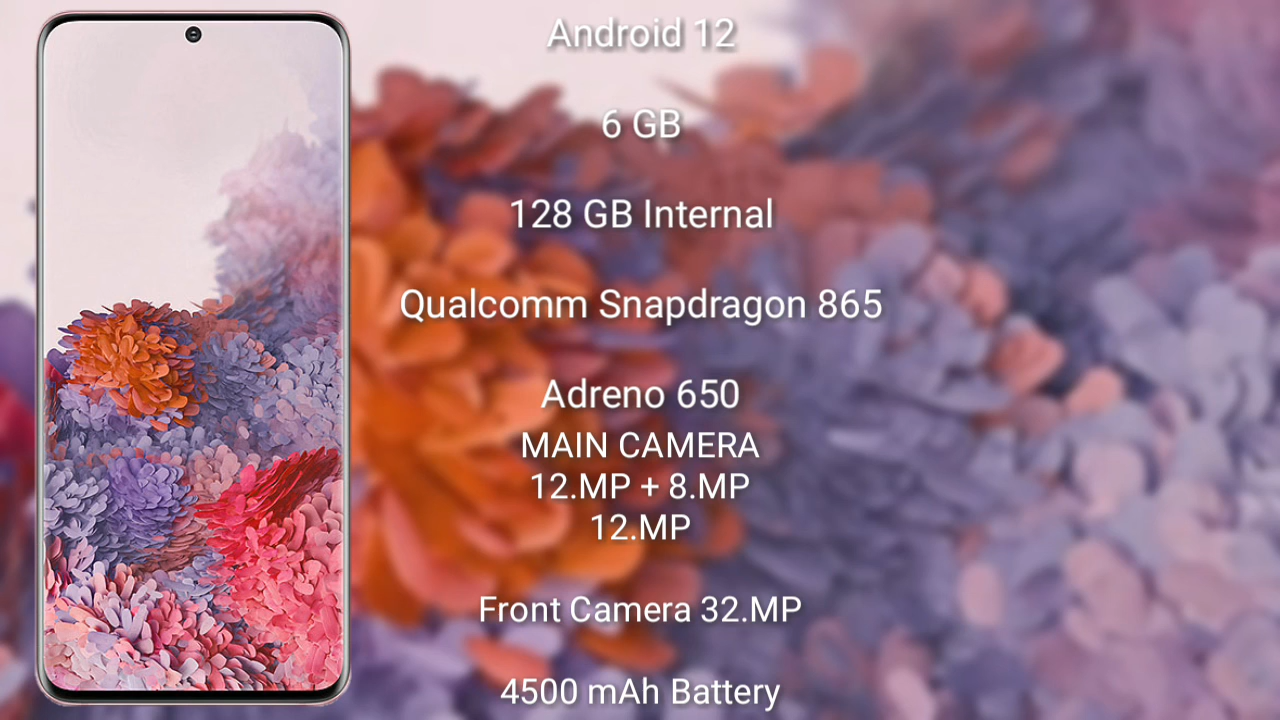 Android 12
6 GB
128 GB Internal
Qualcomm Snapdragon 865
Adreno 650
MAIN CAMERA
12.MP + 8.MP
12.MP
Front Camera 32.MP
4500 mAh Battery